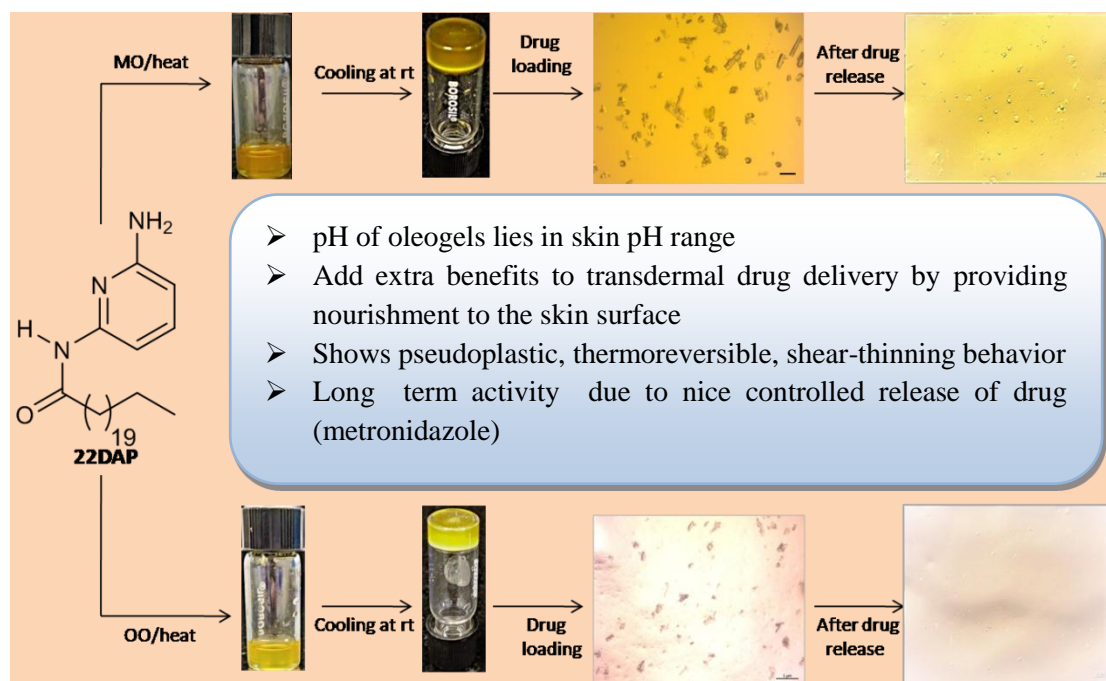 MO/heat
Cooling at rt
BOROSIL
Drug
loading
After drug
release
NH2
N
H
N
O
19
22DAP
➢ pH of oleogels lies in skin pH range
➢ Add extra benefits to transdermal drug delivery by providing
nourishment to the skin surface
➢ Shows pseudoplastic, thermoreversible, shear-thinning behavior
➢ Long term activity due to nice controlled release of drug
(metronidazole)
OO/heat
Cooling at rt
Drug
loading
After drug
release